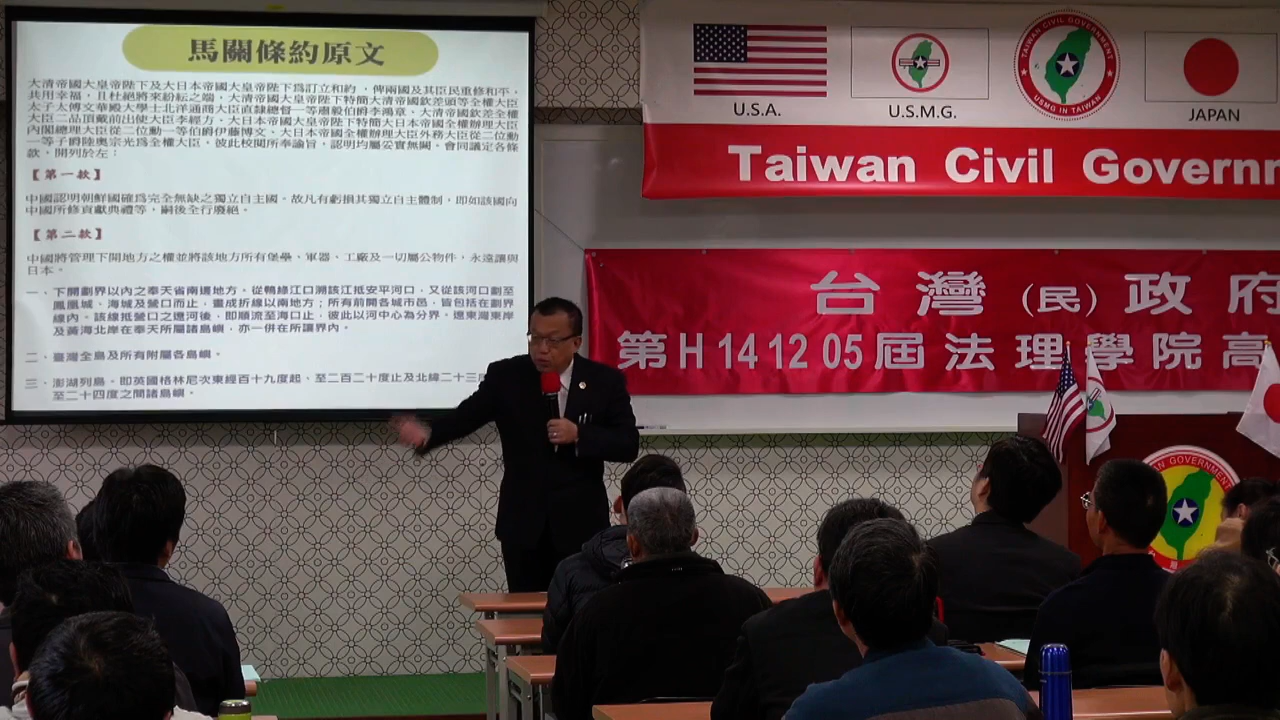 馬關條約原文
大清帝國大皇帝陛下及大日本帝國大皇帝陛下爲訂立和約，俾兩國及其臣民重修和平、
共用幸福，且杜絕將來紛紜之端，大清帝國大皇帝陛下特簡大清帝國欽差頭等全權大臣
太子太傅文華殿大學士北洋通商大臣直隸總督一等肅毅伯爵李鴻章、大清帝國欽差全權
大臣二品頂戴前出使大臣李經方、大日本帝國大皇帝陛下特簡大日本帝國全權辦理大臣
內閣總理大臣從二位勳一等伯爵伊藤博文、大日本帝國全權辦理大臣外務大臣從二位勳
一等子爵陸奧宗光爲全權大臣，彼此校閱所奉諭旨，認明均屬妥實無闕。會同議定各條
款，開列於左：
【第一款】
中國認明朝鮮國確爲完全無缺之獨立自主國。故凡有虧損其獨立自主體制，即如該國向
中國所修貢獻典禮等，嗣後全行廢絕。
【第二款】
中國將管理下開地方之權並將該地方所有堡壘、軍器、工廠及一切屬公物件，永遠讓與
日本。
一、下開劃界以內之奉天省南邊地方。從鴨綠江口溯該江抵安平河口，又從該河口劃至
鳳凰城、海城及營口而止，畫成折線以南地方；所有前開各城市邑，皆包括在劃界
線內。該線抵營口之遼河後，即順流至海口止，彼此以河中心爲分界。遼東灣東岸
及黃海北岸在奉天所屬諸島嶼，亦一併在所讓界內。
二、臺灣全島及所有附屬各島嶼。
三、澎湖列島。即英國格林尼次東經百十九度起、至百二十度止及北緯二十三
至二十四度之間諸島嶼。
U.S.A.
U.S.M.G.
TAIWAN CIVIL GOVERNMENT
USMG IN TAIWAN
JAPAN
Taiwan Civil Governm
台灣（民）政府
第H141205屆法理學院高
GOVERNMENT